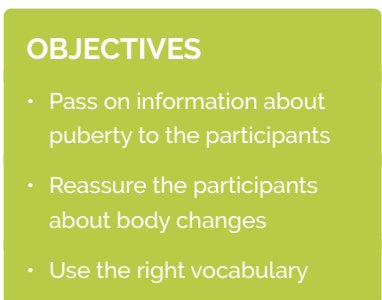 OBJECTIVES
• Pass on information about
puberty to the participants
• Reassure the participants
about body changes
• Use the right vocabulary